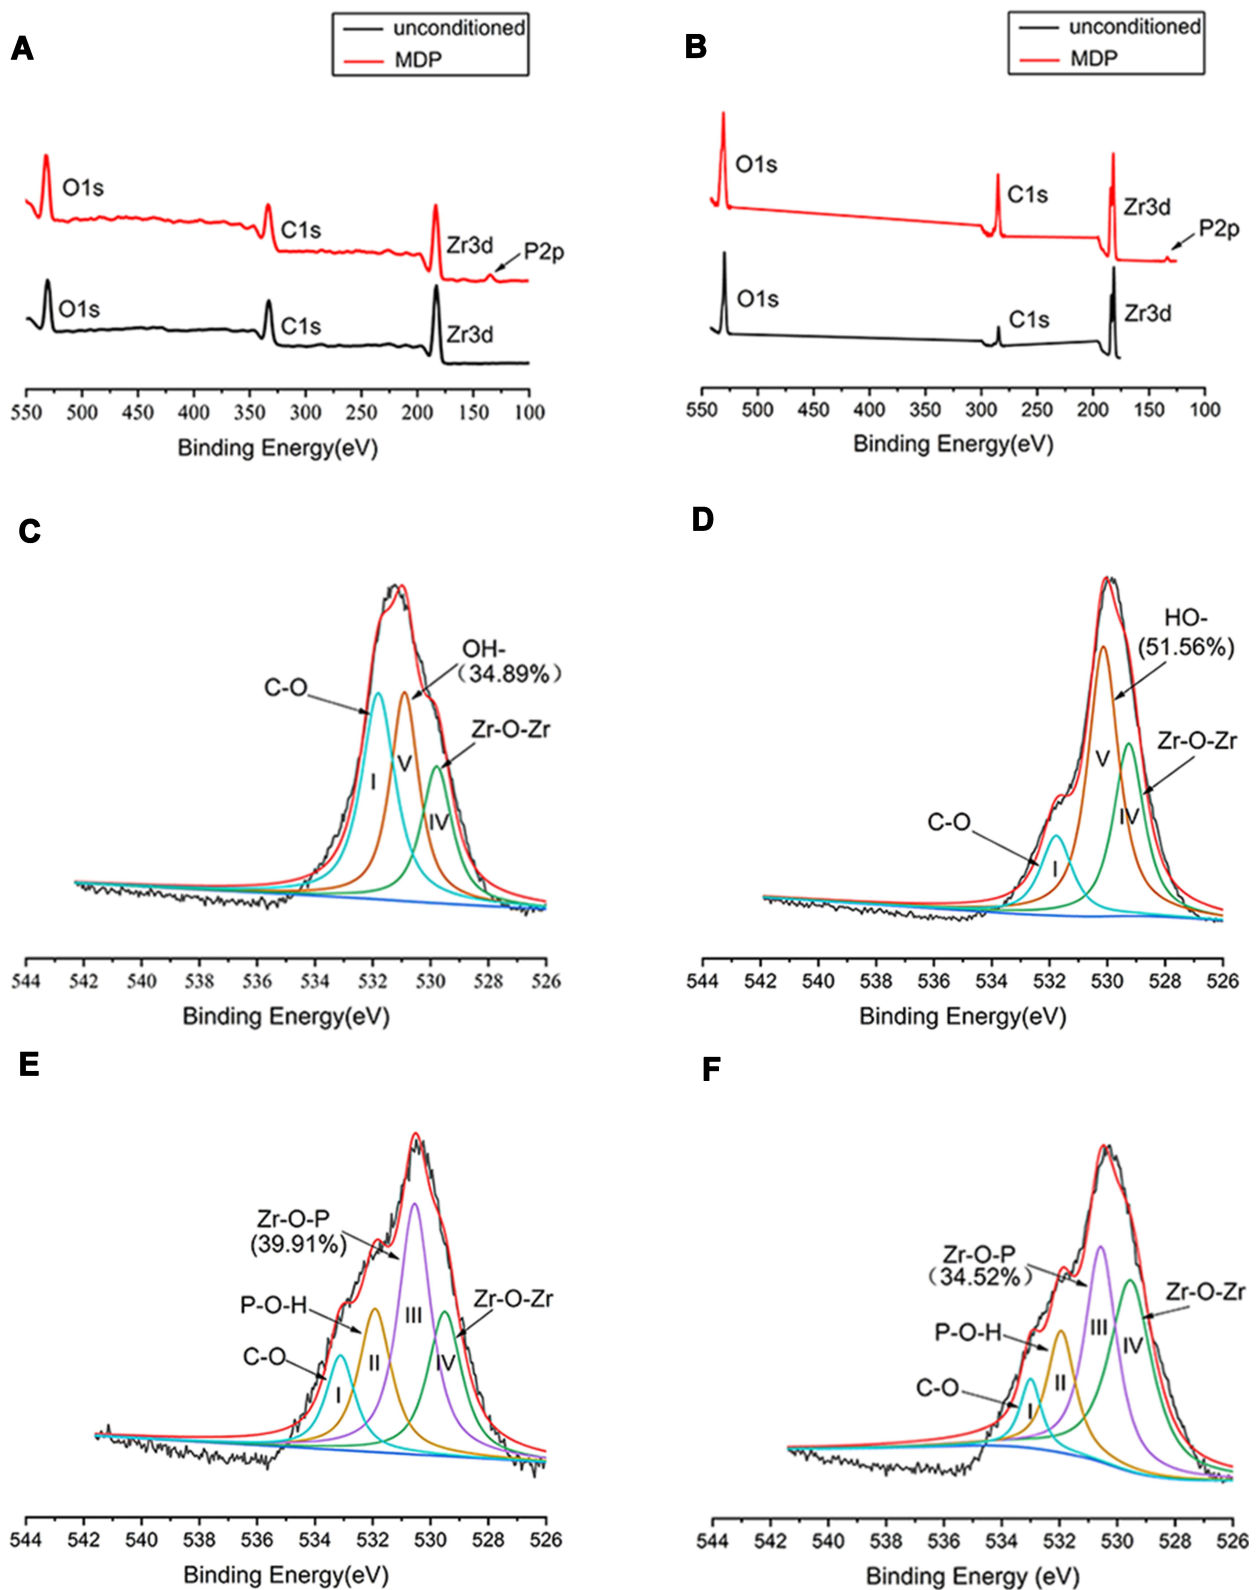 A
unconditioned
MDP
O1s
C1s
Zr3d
P2p
O1s
C1s
Zr3d
550 500 450 400 350 300 250 200 150 100
Binding Energy(eV)
B
unconditioned
MDP
O1s
C1s
Zr3d
P2p
O1s
C1s
Zr3d
550 500 450 400 350 300 250 200 150 100
Binding Energy(eV)
C
OH-
(34.89%)
C-O
Zr-O-Zr
I
V
IV
544 542 540 538 536 534 532 530 528 526
Binding Energy(eV)
D
HO-
(51.56%)
Zr-O-Zr
C-O
V
IV
I
544 542 540 538 536 534 532 530 528 526
Binding Energy(eV)
E
Zr-O-P
(39.91%)
P-O-H
C-O
Zr-O-Zr
I
II
III
IV
544 542 540 538 536 534 532 530 528 526
Binding Energy(eV)
F
Zr-O-P
(34.52%)
P-O-H
C-O
Zr-O-Zr
I
II
III
IV
544 542 540 538 536 534 532 530 528 526
Binding Energy (eV)